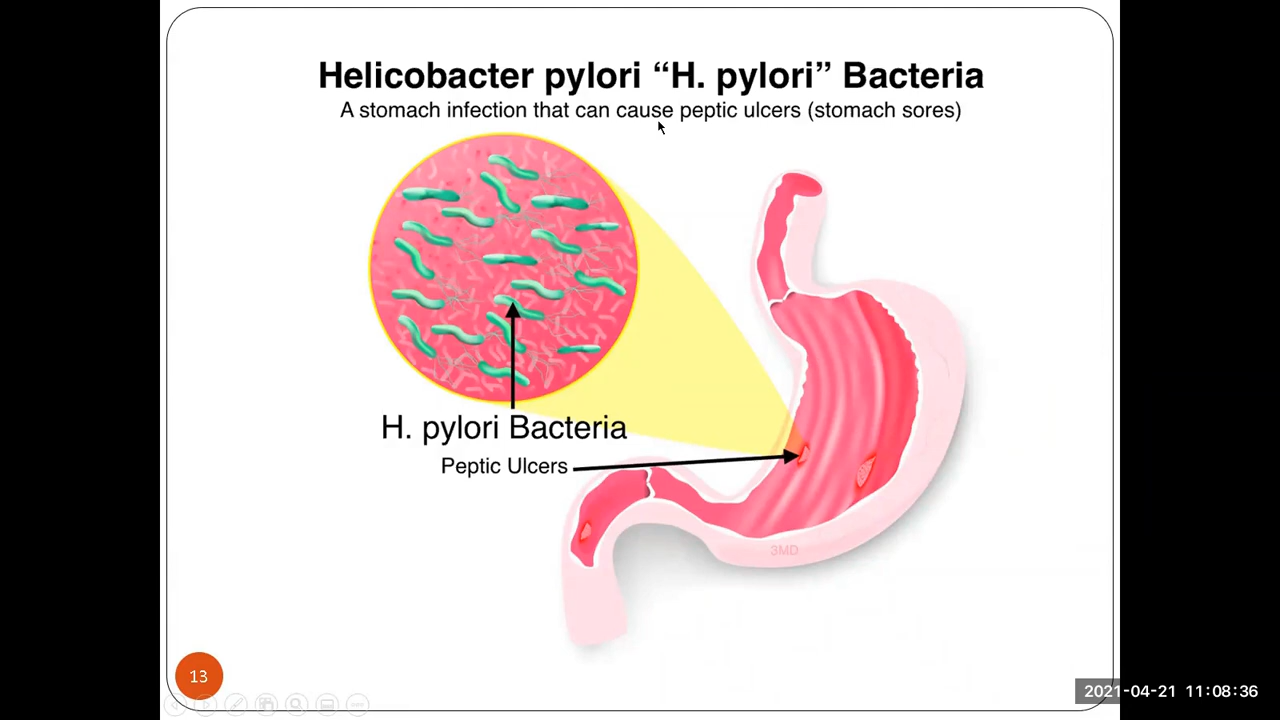 Helicobacter pylori “H. pylori” Bacteria
A stomach infection that can cause peptic ulcers (stomach sores)
H. pylori Bacteria
Peptic Ulcers
3MD
13
2021-04-21 11:08:36